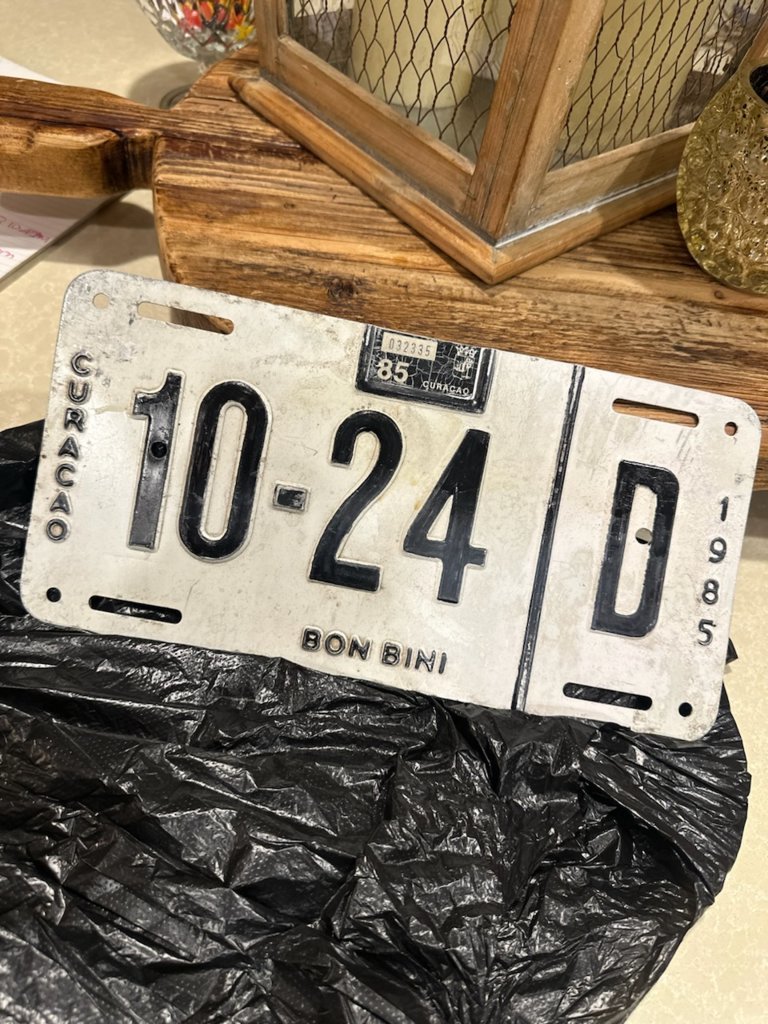 032335
85
CURACAO
CURACAO
10-24
D
1985
BON BINI